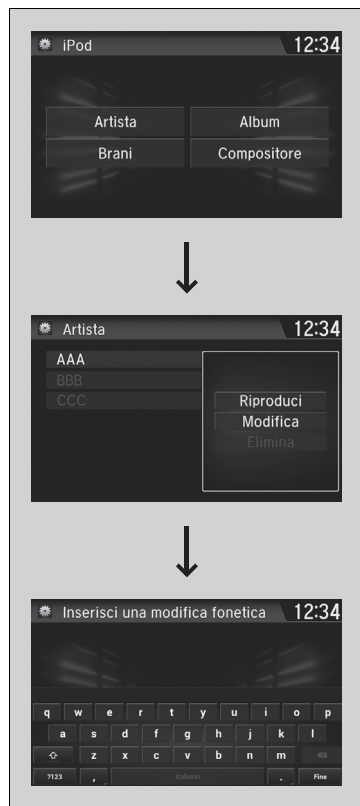 iPod 12:34
Artista Album
Brani Compositore
Artista 12:34
AAA
BBB
CCC
Riproduci
Modifica
Elimina
Inserisci una modifica fonetica 12:34
q w e r t y u i o p
a s d f g h j k l
z x c v b n m
?123 , Italiano . Fine